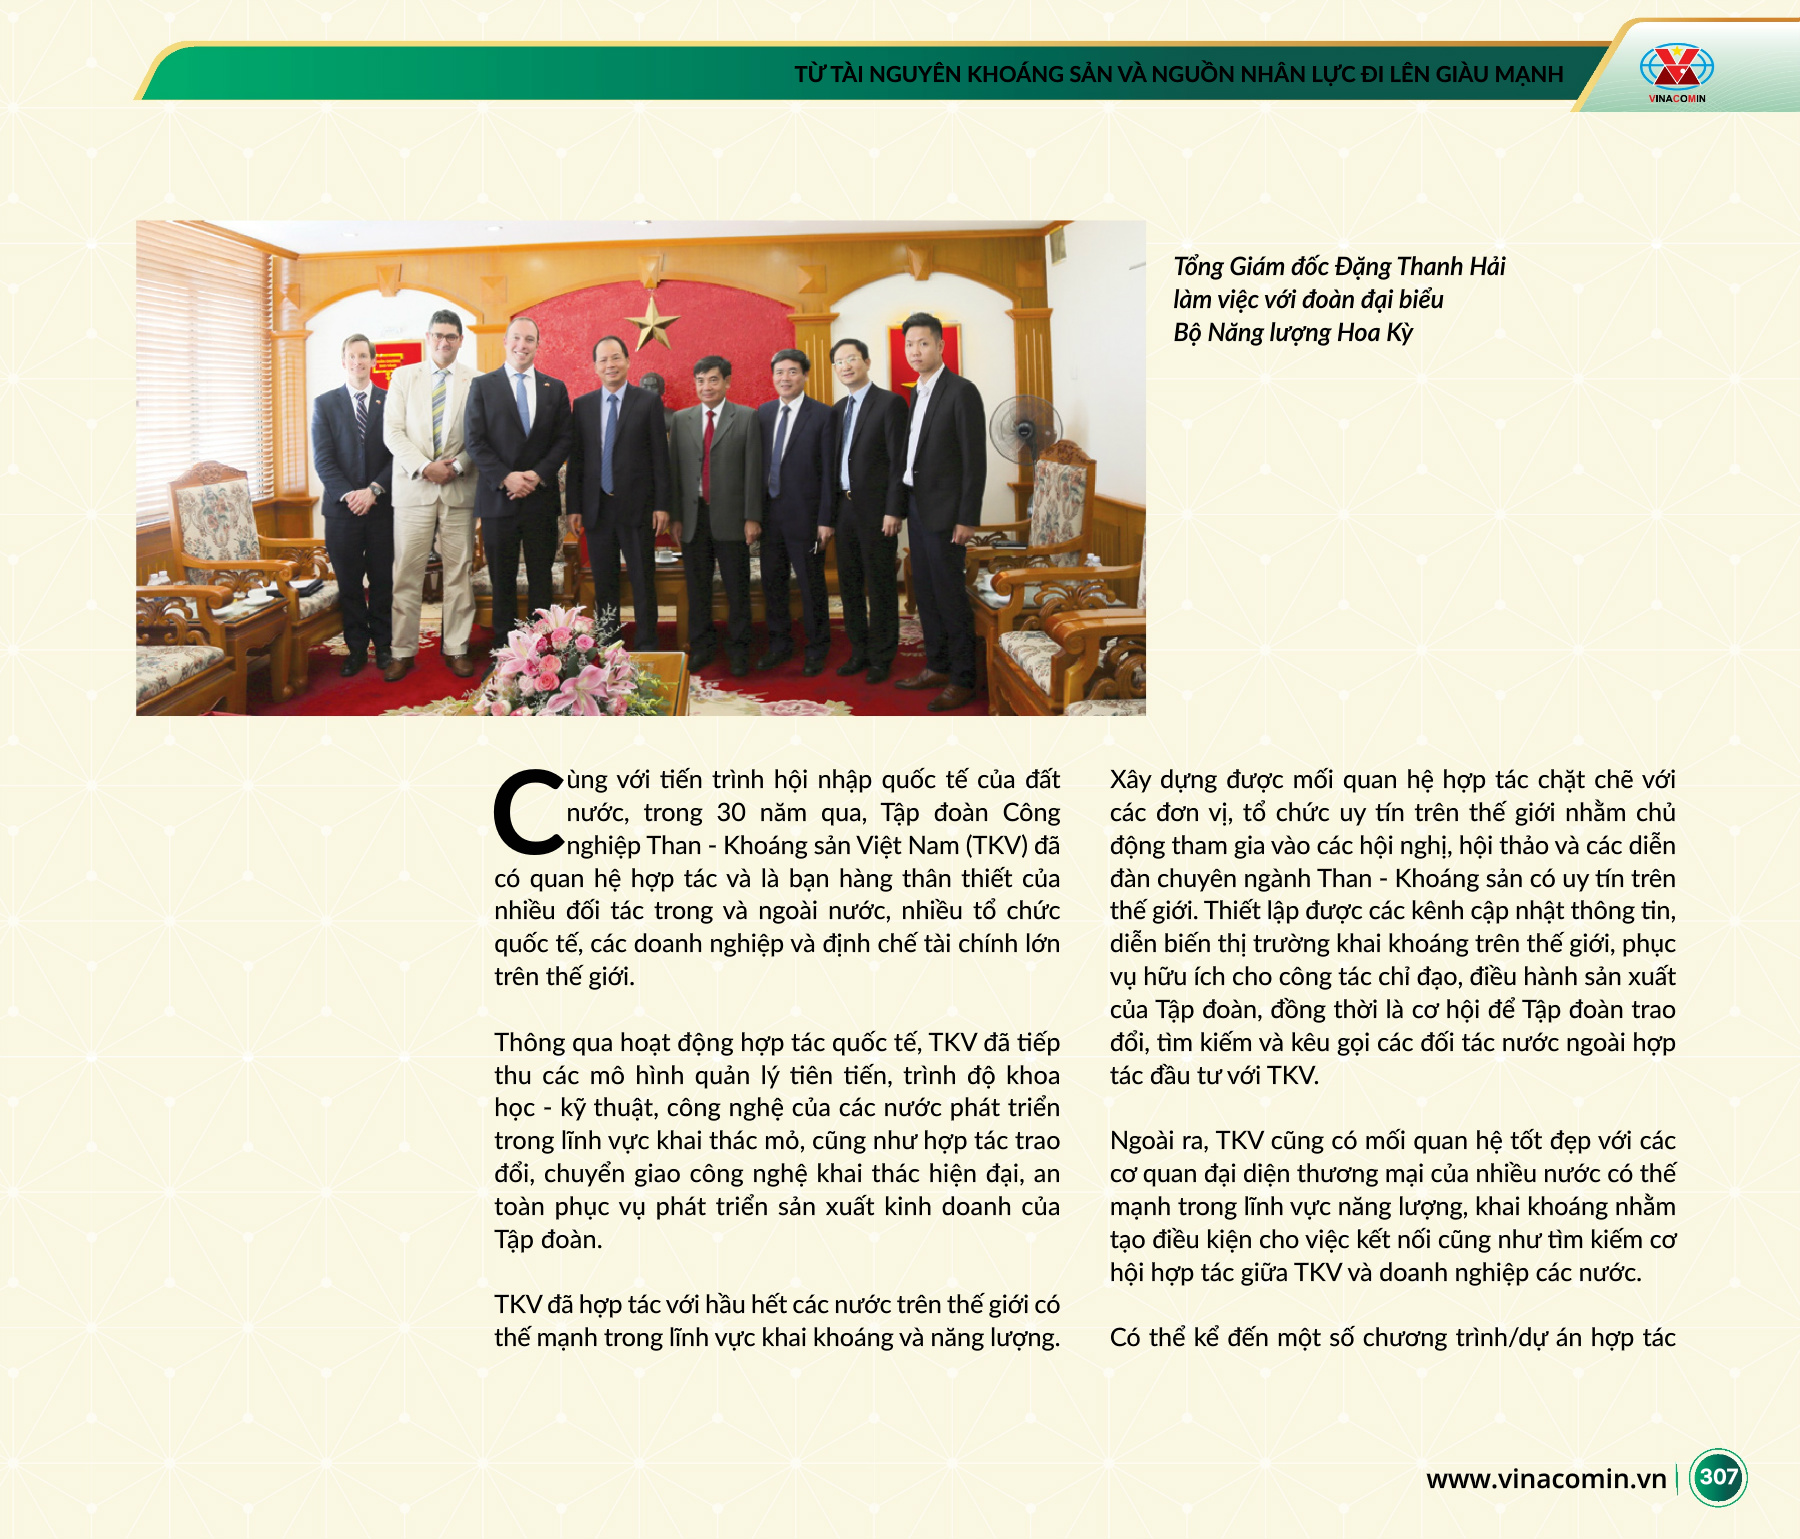 TỪ TÀI NGUYÊN KHOÁNG SẢN VÀ NGUỒN NHÂN LỰC ĐI LÊN GIÀU MẠNH
VINACOMIN
Tổng Giám đốc Đặng Thanh Hải
làm việc với đoàn đại biểu
Bộ Năng lượng Hoa Kỳ
Cùng với tiến trình hội nhập quốc tế của đất
nước, trong 30 năm qua, Tập đoàn Công
nghiệp Than - Khoáng sản Việt Nam (TKV) đã
có quan hệ hợp tác và là bạn hàng thân thiết của
nhiều đối tác trong và ngoài nước, nhiều tổ chức
quốc tế, các doanh nghiệp và định chế tài chính lớn
trên thế giới.
Thông qua hoạt động hợp tác quốc tế, TKV đã tiếp
thu các mô hình quản lý tiên tiến, trình độ khoa
học - kỹ thuật, công nghệ của các nước phát triển
trong lĩnh vực khai thác mỏ, cũng như hợp tác trao
đổi, chuyển giao công nghệ khai thác hiện đại, an
toàn phục vụ phát triển sản xuất kinh doanh của
Tập đoàn.
TKV đã hợp tác với hầu hết các nước trên thế giới có
thế mạnh trong lĩnh vực khai khoáng và năng lượng.
Xây dựng được mối quan hệ hợp tác chặt chẽ với
các đơn vị, tổ chức uy tín trên thế giới nhằm chủ
động tham gia vào các hội nghị, hội thảo và các diễn
đàn chuyên ngành Than - Khoáng sản có uy tín trên
thế giới. Thiết lập được các kênh cập nhật thông tin,
diễn biến thị trường khai khoáng trên thế giới, phục
vụ hữu ích cho công tác chỉ đạo, điều hành sản xuất
của Tập đoàn, đồng thời là cơ hội để Tập đoàn trao
đổi, tìm kiếm và kêu gọi các đối tác nước ngoài hợp
tác đầu tư với TKV.
Ngoài ra, TKV cũng có mối quan hệ tốt đẹp với các
cơ quan đại diện thương mại của nhiều nước có thế
mạnh trong lĩnh vực năng lượng, khai khoáng nhằm
tạo điều kiện cho việc kết nối cũng như tìm kiếm cơ
hội hợp tác giữa TKV và doanh nghiệp các nước.
Có thể kể đến một số chương trình/dự án hợp tác
www.vinacomin.vn
307